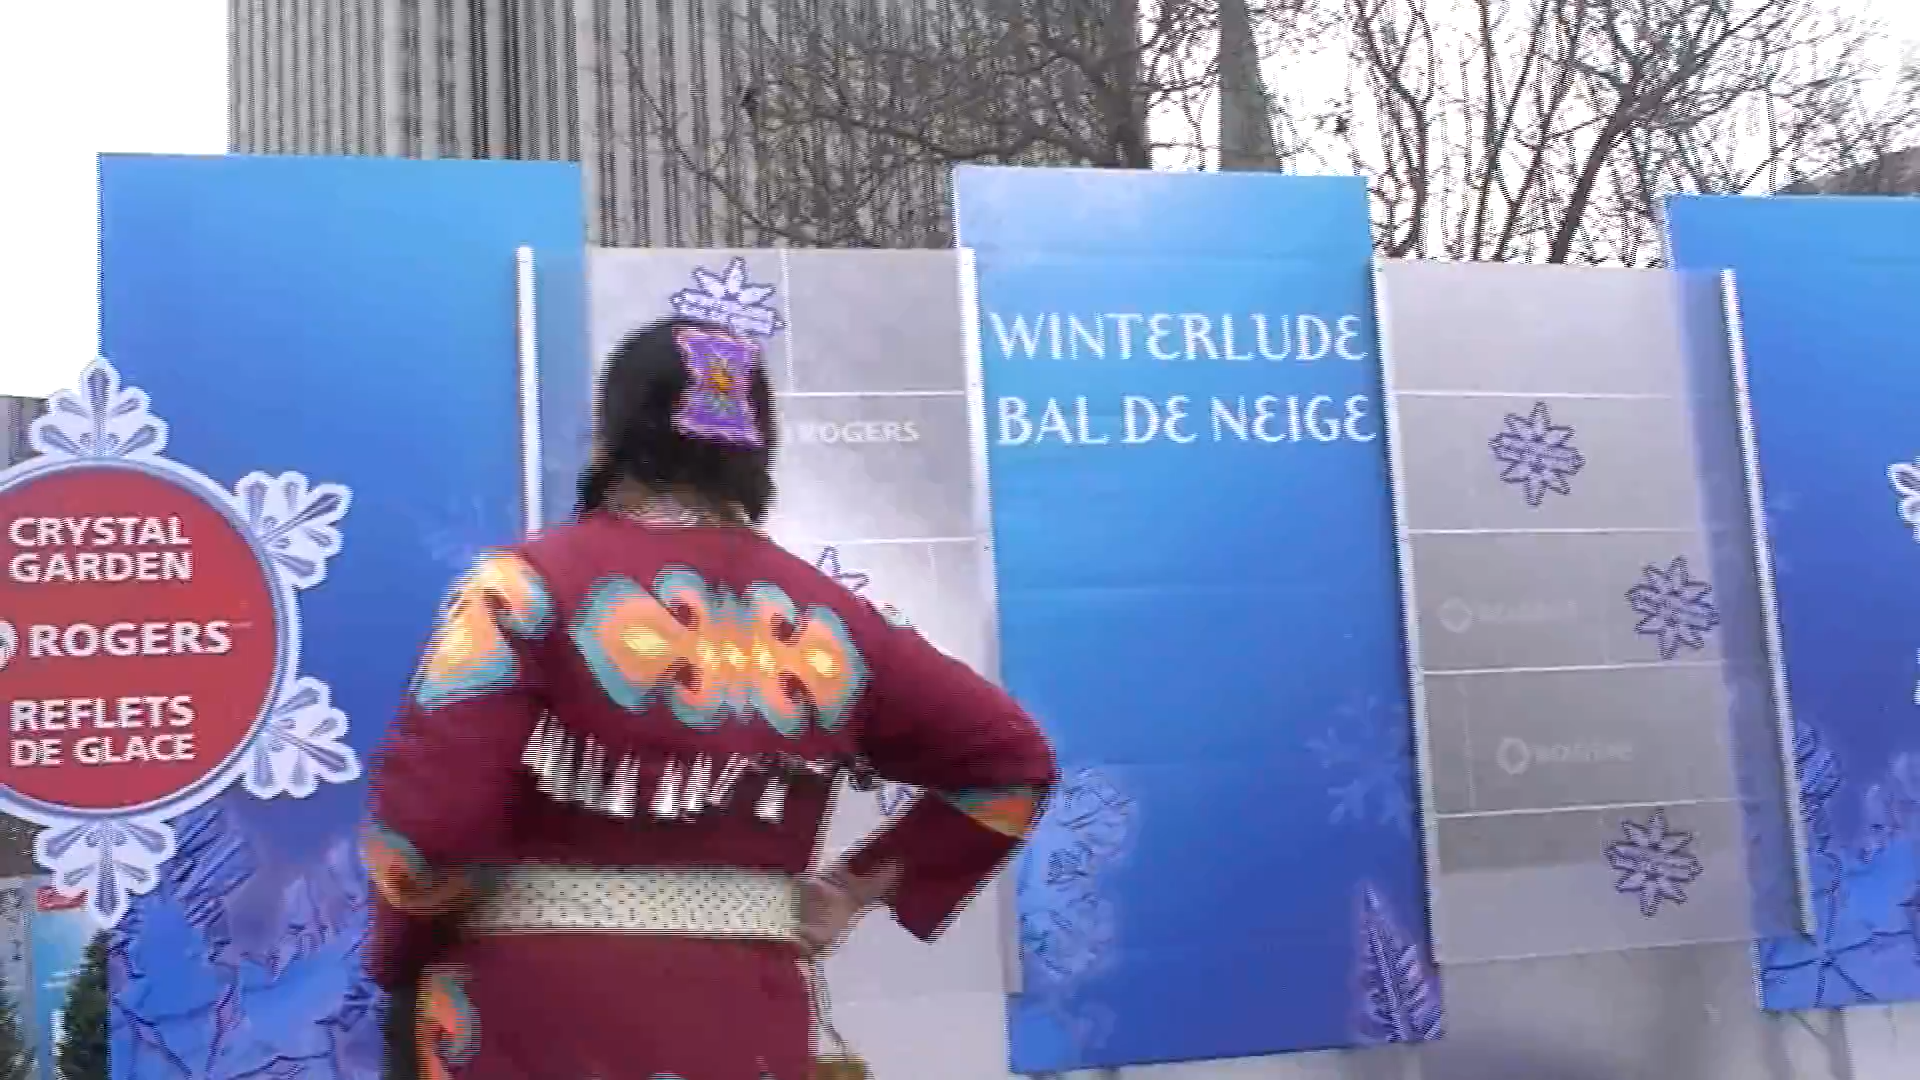 WINTERLUDE
BAL DE NEIGE
ROGERS
CRYSTAL
GARDEN
ROGERS
REFLETS
DE GLACE